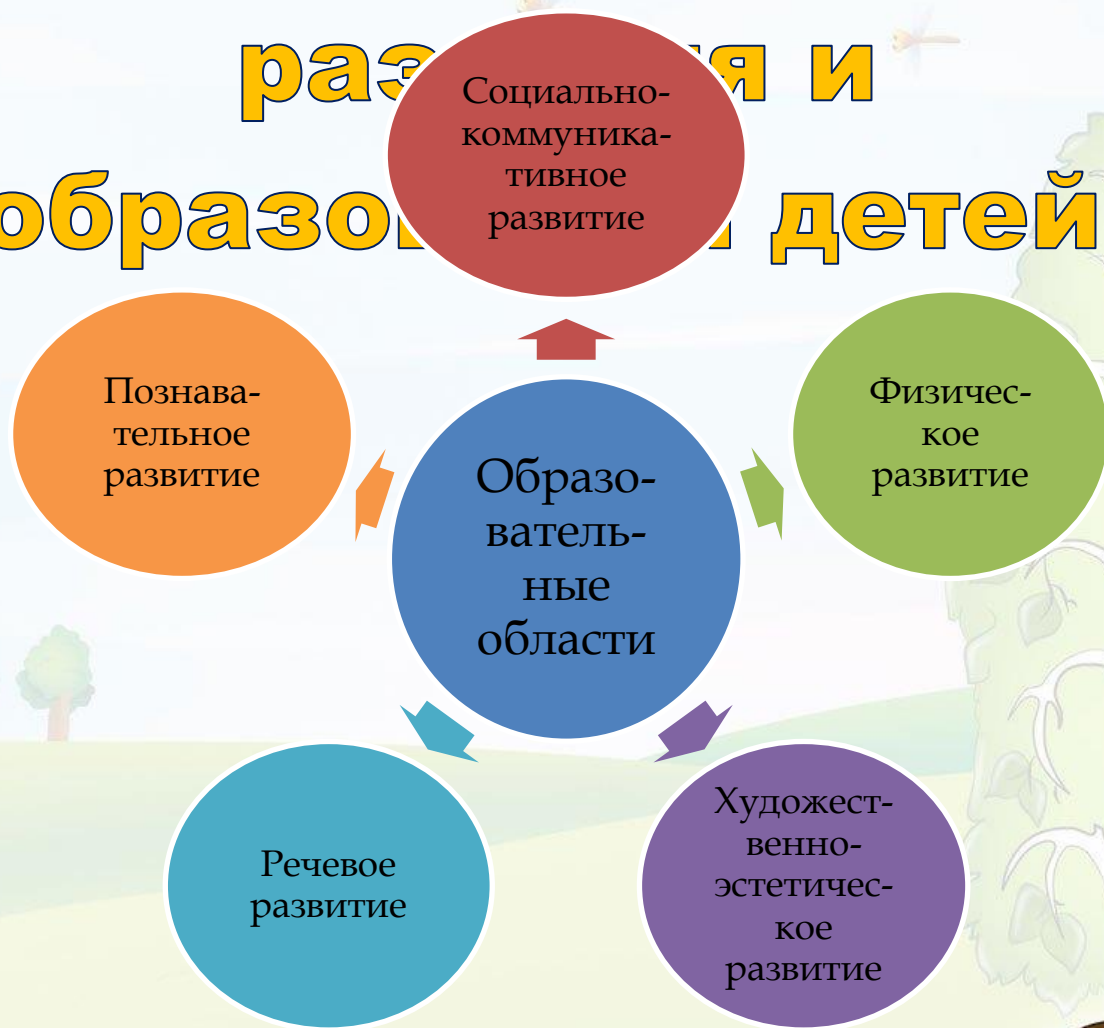 и
детей
Социально-
коммуника-
тивное
развитие
Познава-
тельное
развитие
Физичес-
кое
развитие
Образо-
ватель-
ные
области
Речевое
развитие
Художест-
венно-
эстетичес-
кое
развитие